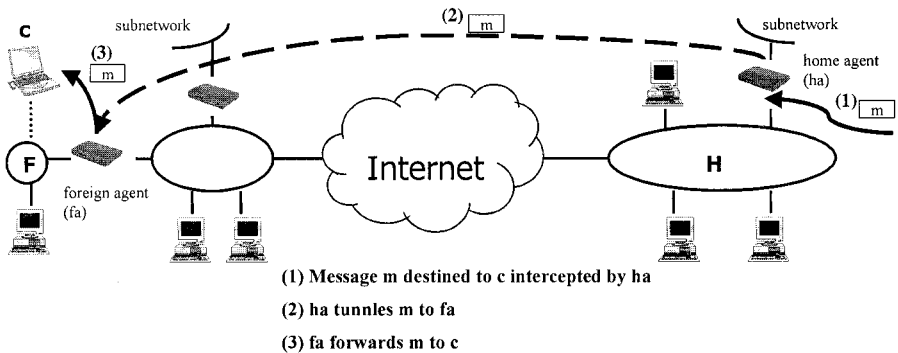 subnetwork
(2) m
subnetwork
C
(3)
m
home agent
(ha)
(1) m
Internet
F
H
foreign agent
(fa)
(1) Message m destined to c intercepted by ha
(2) ha tunnles m to fa
(3) fa forwards m to c